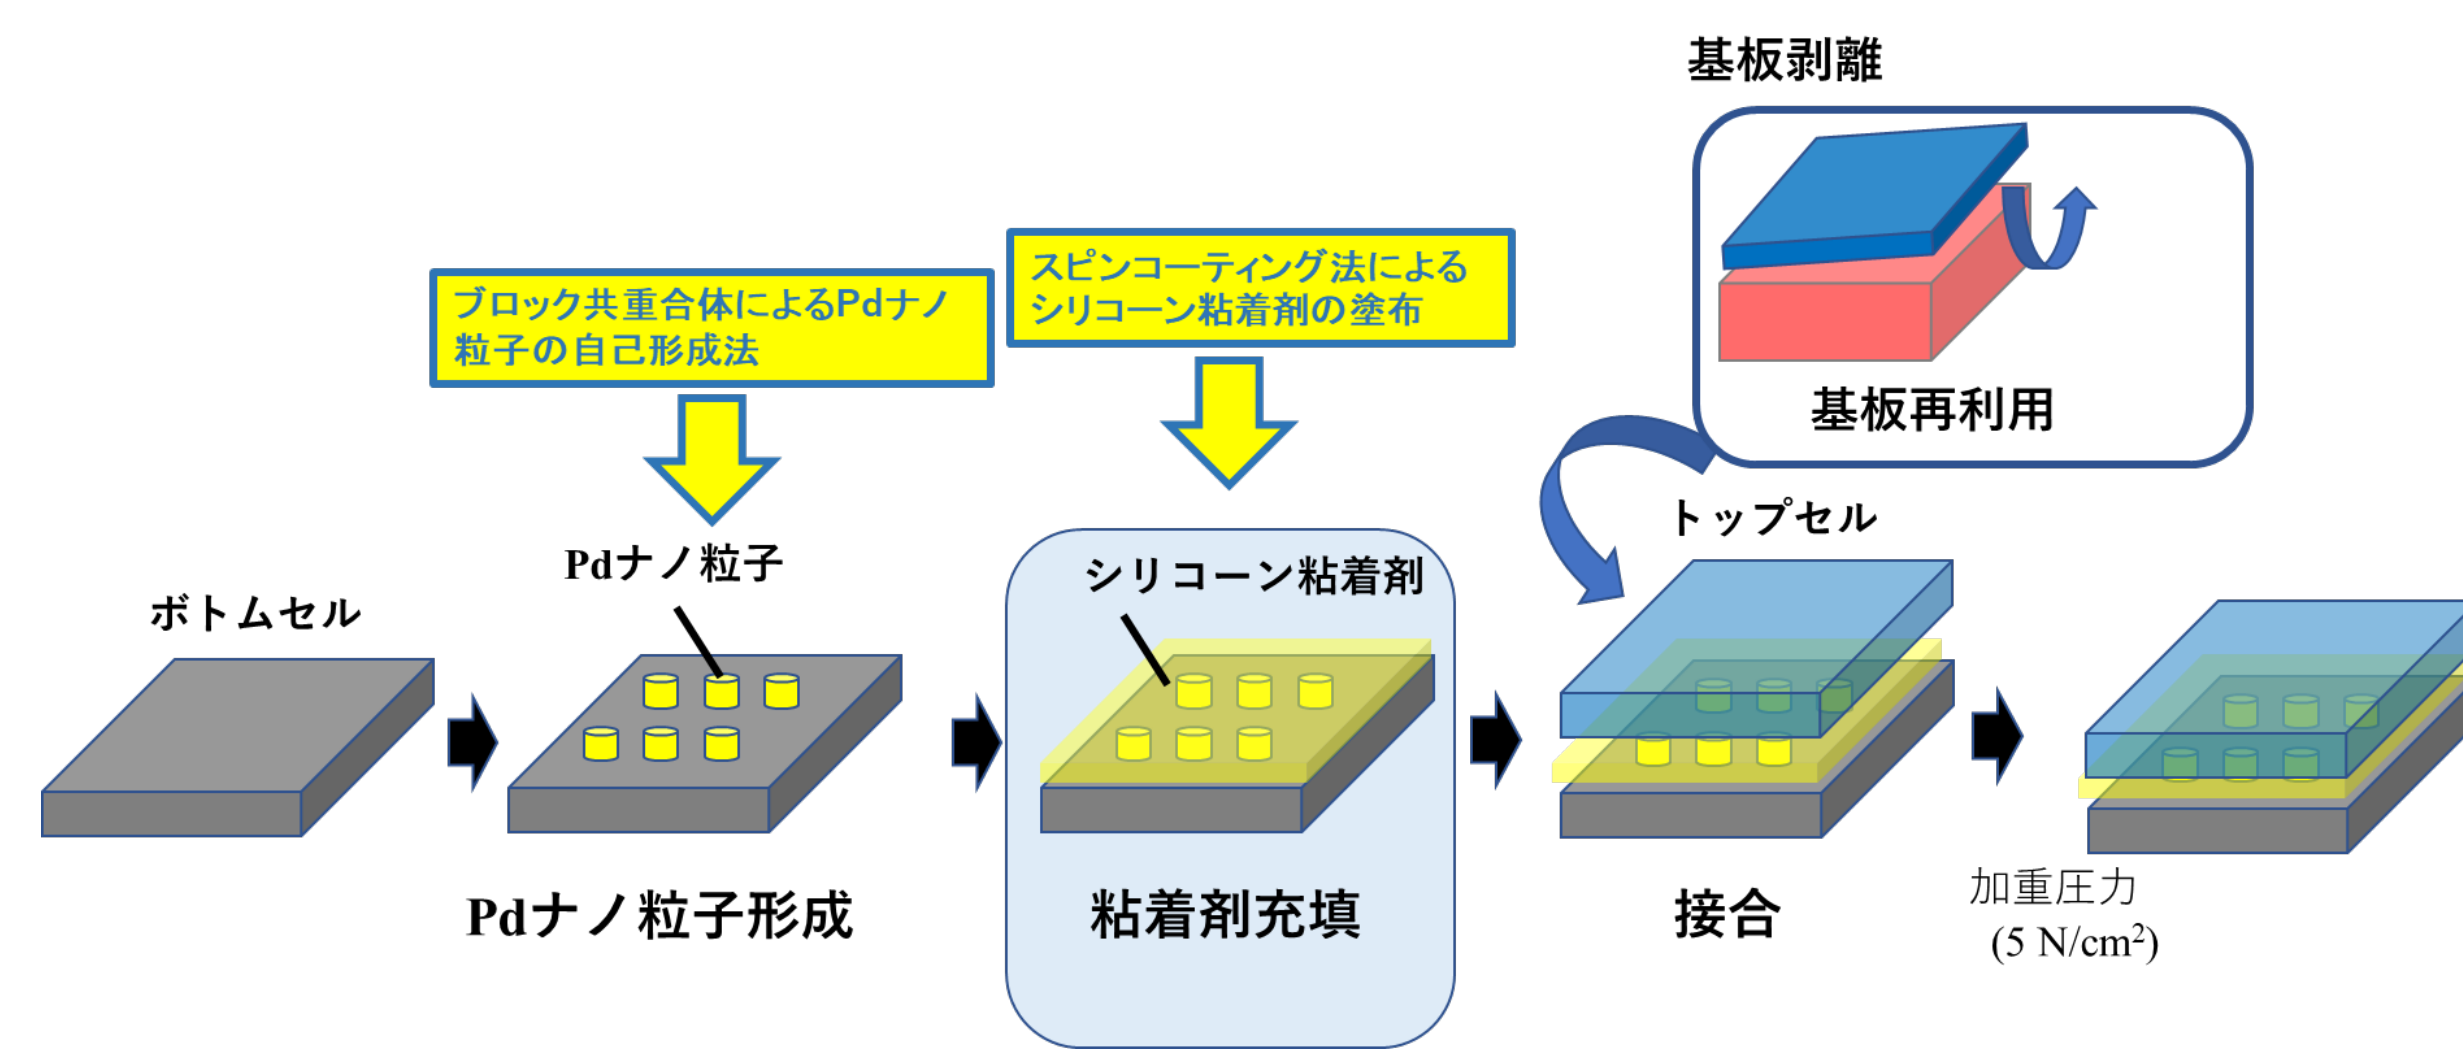 基板剥離
基板再利用
スピンコーティング法による
シリコーン粘着剤の塗布
ブロック共重合体によるPdナノ
粒子の自己形成法
トップセル
Pdナノ粒子
シリコーン粘着剤
ボトムセル
Pdナノ粒子形成
粘着剤充填
接合
加重圧力
(5 N/cm²)